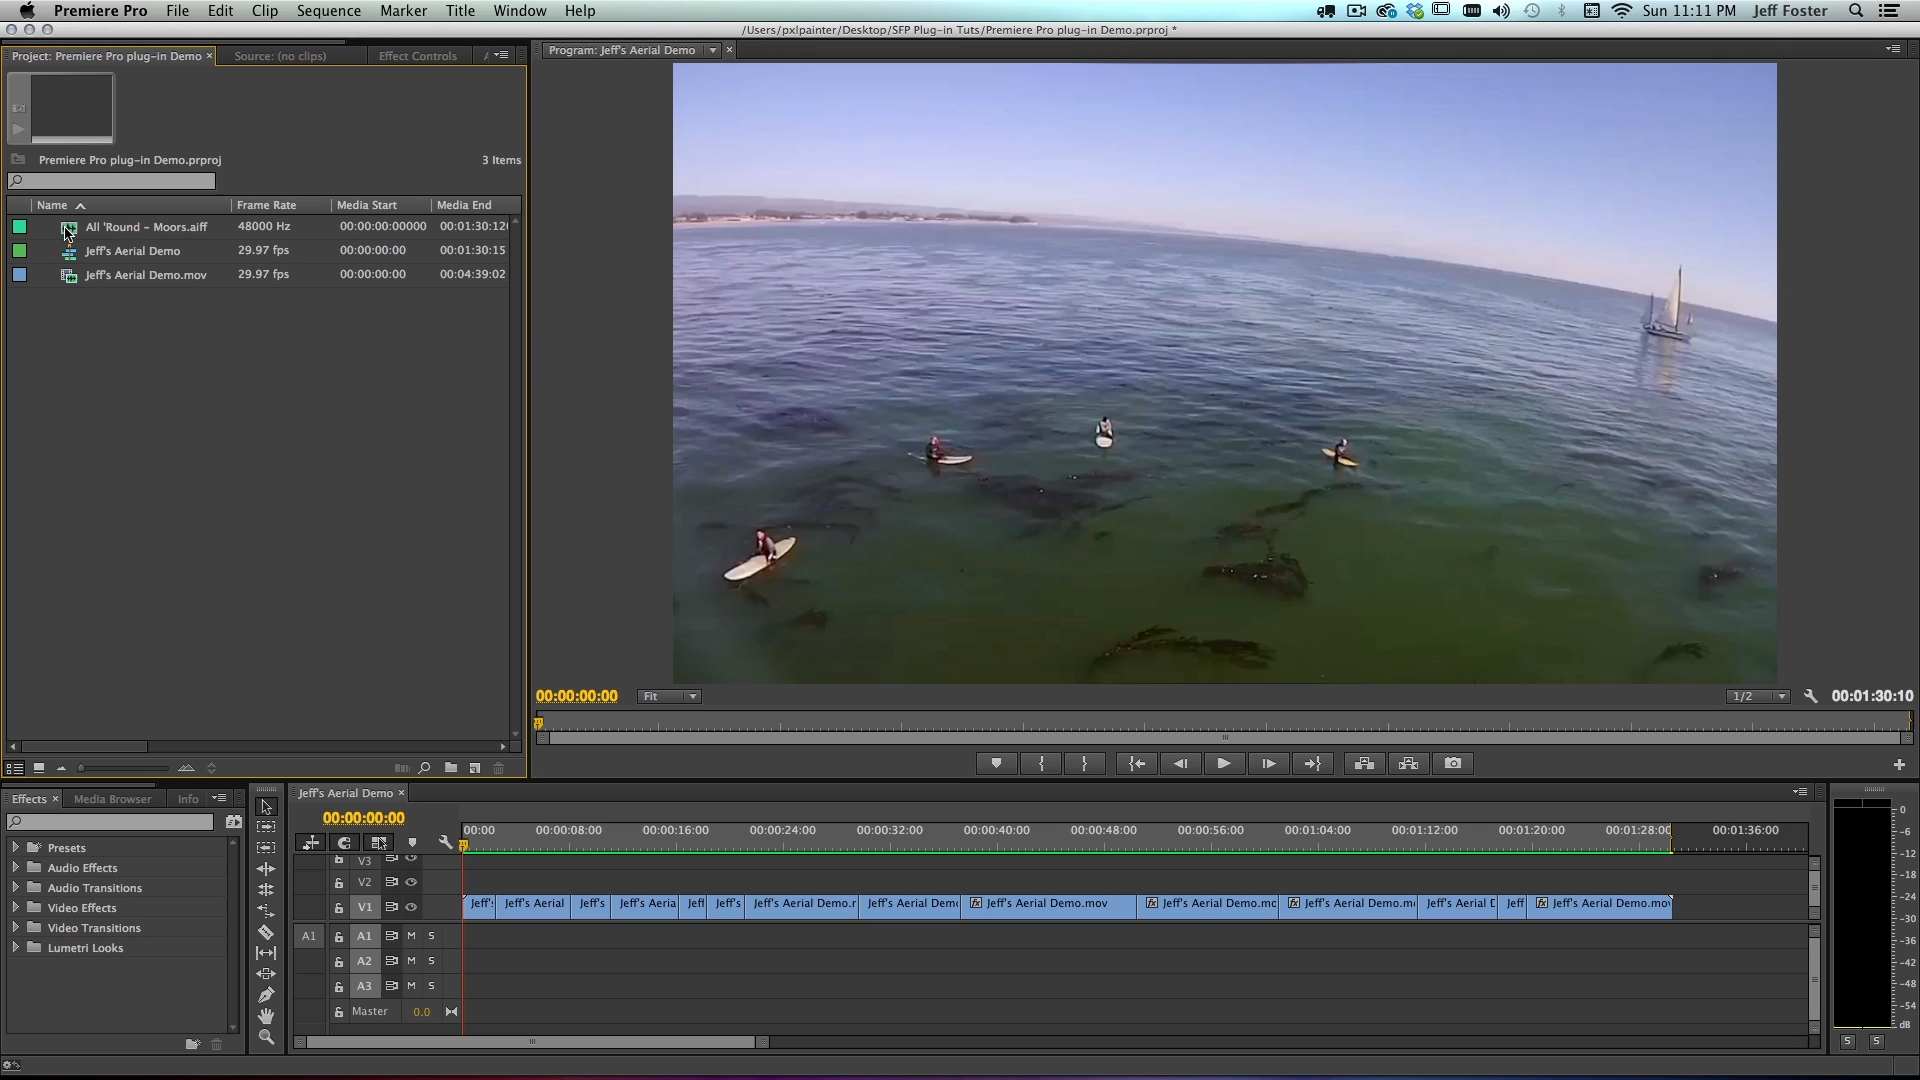 Premiere Pro File Edit Clip Sequence Marker Title Window Help Sun 11:11 PM Jeff Foster
/Users/pxlpainter/Desktop/SFP Plug-in Tuts/Premiere Pro plug-in Demo.prproj *
Project: Premiere Pro plug-in Demo × Source: (no clips) Effect Controls
Program: Jeff's Aerial Demo ×
Premiere Pro plug-in Demo.prproj 3 Items
Name Frame Rate Media Start Media End
All 'Round - Moors.aiff 48000 Hz 00:00:00:00000 00:01:30:120
Jeff's Aerial Demo 29.97 fps 00:00:00:00 00:01:30:15
Jeff's Aerial Demo.mov 29.97 fps 00:00:00:00 00:04:39:02
00:00:00:00 Fit 1/2 00:01:30:10
Effects × Media Browser Info
Presets
Audio Effects
Audio Transitions
Video Effects
Video Transitions
Lumetri Looks
Jeff's Aerial Demo ×
00:00:00:00
00:00 00:00:08:00 00:00:16:00 00:00:24:00 00:00:32:00 00:00:40:00 00:00:48:00 00:00:56:00 00:01:04:00 00:01:12:00 00:01:20:00 00:01:28:00 00:01:36:00
V3
V2
V1 Jeff's Jeff's Aerial Jeff's Jeff's Aeria Jeff Jeff's Jeff's Aerial Demo.r Jeff's Aerial Dem fx Jeff's Aerial Demo.mov fx Jeff's Aerial Demo.mc fx Jeff's Aerial Demo.m Jeff's Aerial D Jeff fx Jeff's Aerial Demo.mov
A1 A1 M S
A2 M S
A3 M S
Master 0.0
0
-6
-12
-18
-24
-30
-36
-42
-48
-54
dB
S S